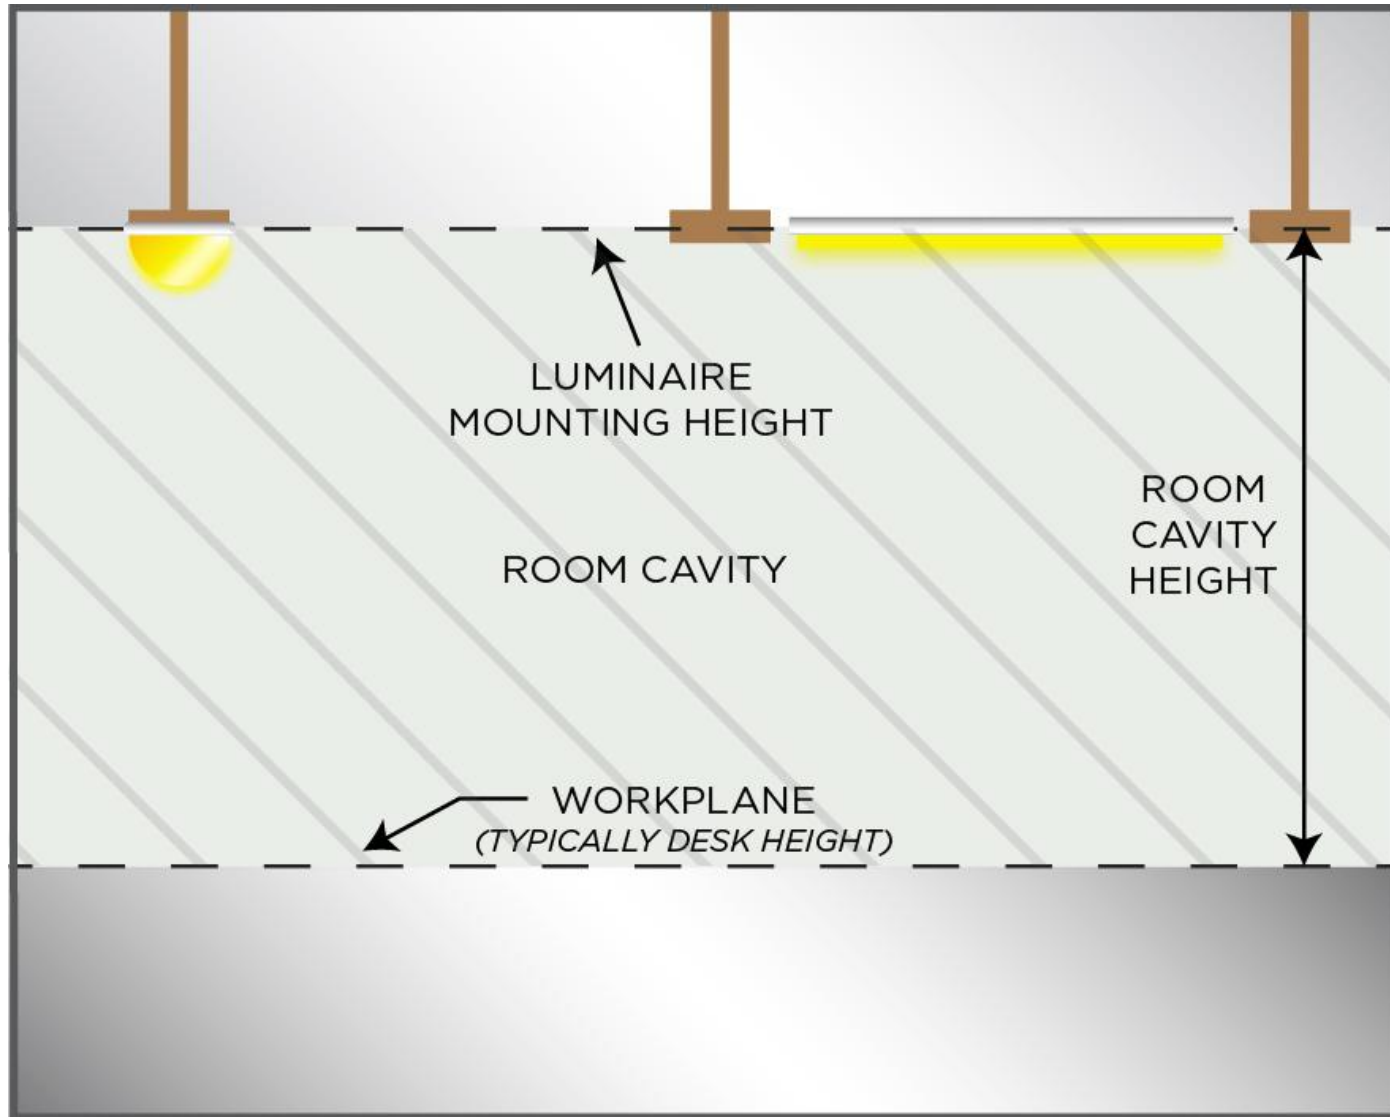 LUMINAIRE
MOUNTING HEIGHT
ROOM
CAVITY
HEIGHT
ROOM CAVITY
WORKPLANE
(TYPICALLY DESK HEIGHT)